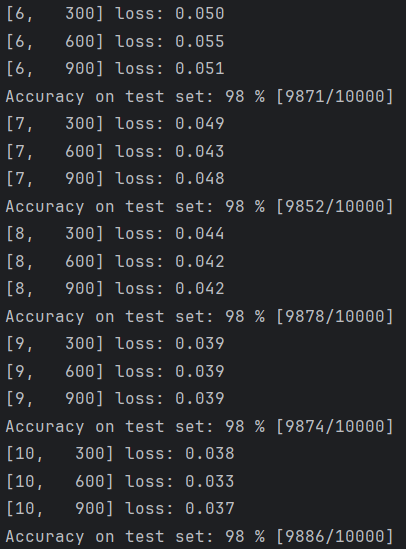 [6,   300] loss: 0.050
[6,   600] loss: 0.055
[6,   900] loss: 0.051
Accuracy on test set: 98 % [9871/10000]
[7,   300] loss: 0.049
[7,   600] loss: 0.043
[7,   900] loss: 0.048
Accuracy on test set: 98 % [9852/10000]
[8,   300] loss: 0.044
[8,   600] loss: 0.042
[8,   900] loss: 0.042
Accuracy on test set: 98 % [9878/10000]
[9,   300] loss: 0.039
[9,   600] loss: 0.039
[9,   900] loss: 0.039
Accuracy on test set: 98 % [9874/10000]
[10,   300] loss: 0.038
[10,   600] loss: 0.033
[10,   900] loss: 0.037
Accuracy on test set: 98 % [9886/10000]